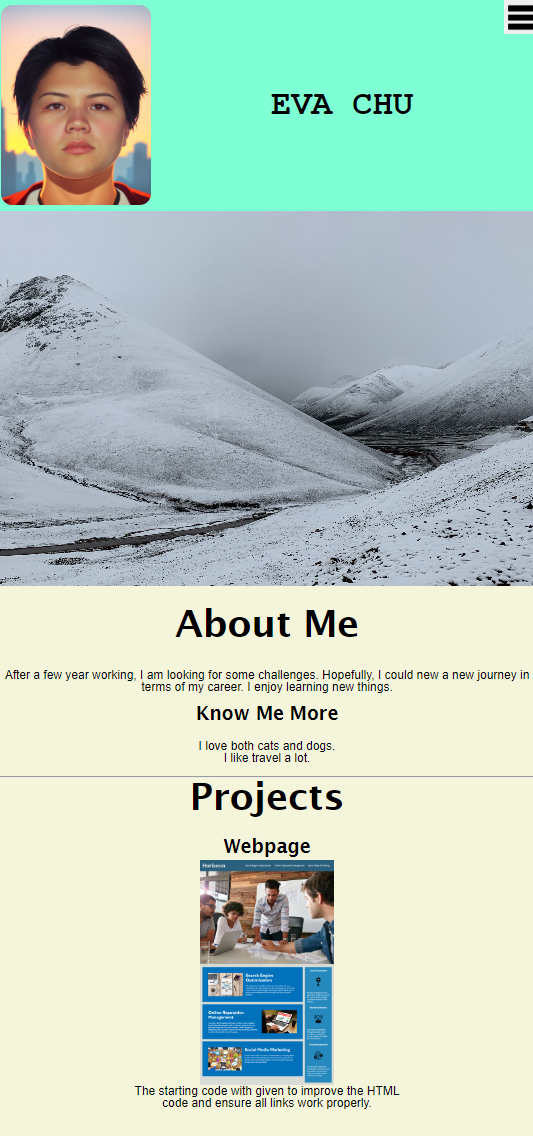 EVA CHU
About Me
After a few year working, I am looking for some challenges. Hopefully, I could new a new journey in
terms of my career. I enjoy learning new things.
Know Me More
I love both cats and dogs.
I like travel a lot.
Projects
Webpage
Horiseon
Search Engine
Optimization
Online Reputation
Management
Social Media Marketing
The starting code with given to improve the HTML
code and ensure all links work properly.